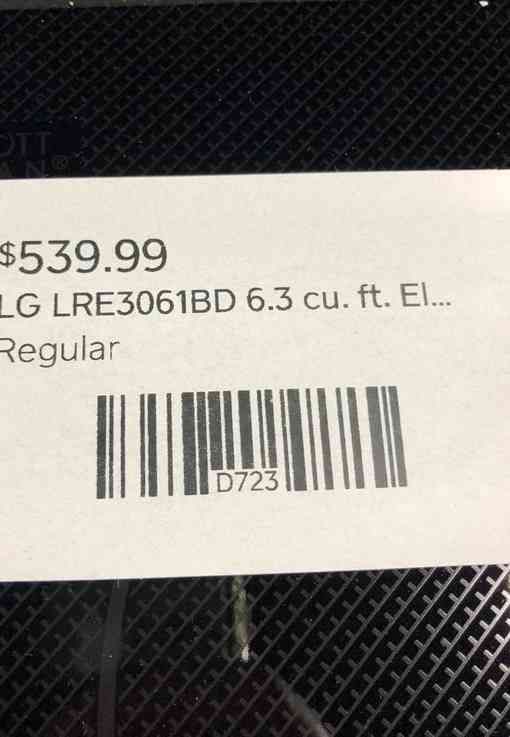 $539.99
LG LRE3061BD 6.3 cu. ft. El...
Regular
D723